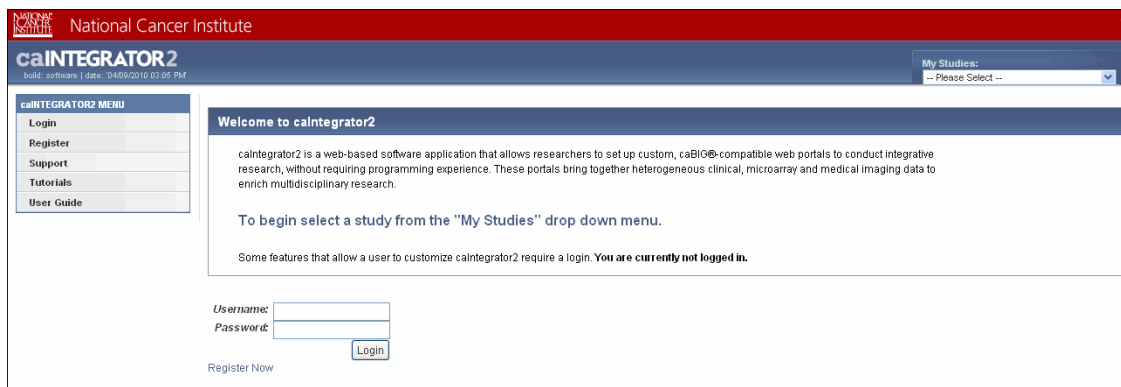 NATIONAL
CANCER
INSTITUTE
National Cancer Institute
caINTEGRATOR2
build: software | date: '04/09/2010 03:05 PM'
My Studies:
-- Please Select --
caINTEGRATOR2 MENU
Login
Register
Support
Tutorials
User Guide
Welcome to caIntegrator2
caIntegrator2 is a web-based software application that allows researchers to set up custom, caBIG®-compatible web portals to conduct integrative
research, without requiring programming experience. These portals bring together heterogeneous clinical, microarray and medical imaging data to
enrich multidisciplinary research.
To begin select a study from the "My Studies" drop down menu.
Some features that allow a user to customize caIntegrator2 require a login. You are currently not logged in.
Username:
Password:
Login
Register Now